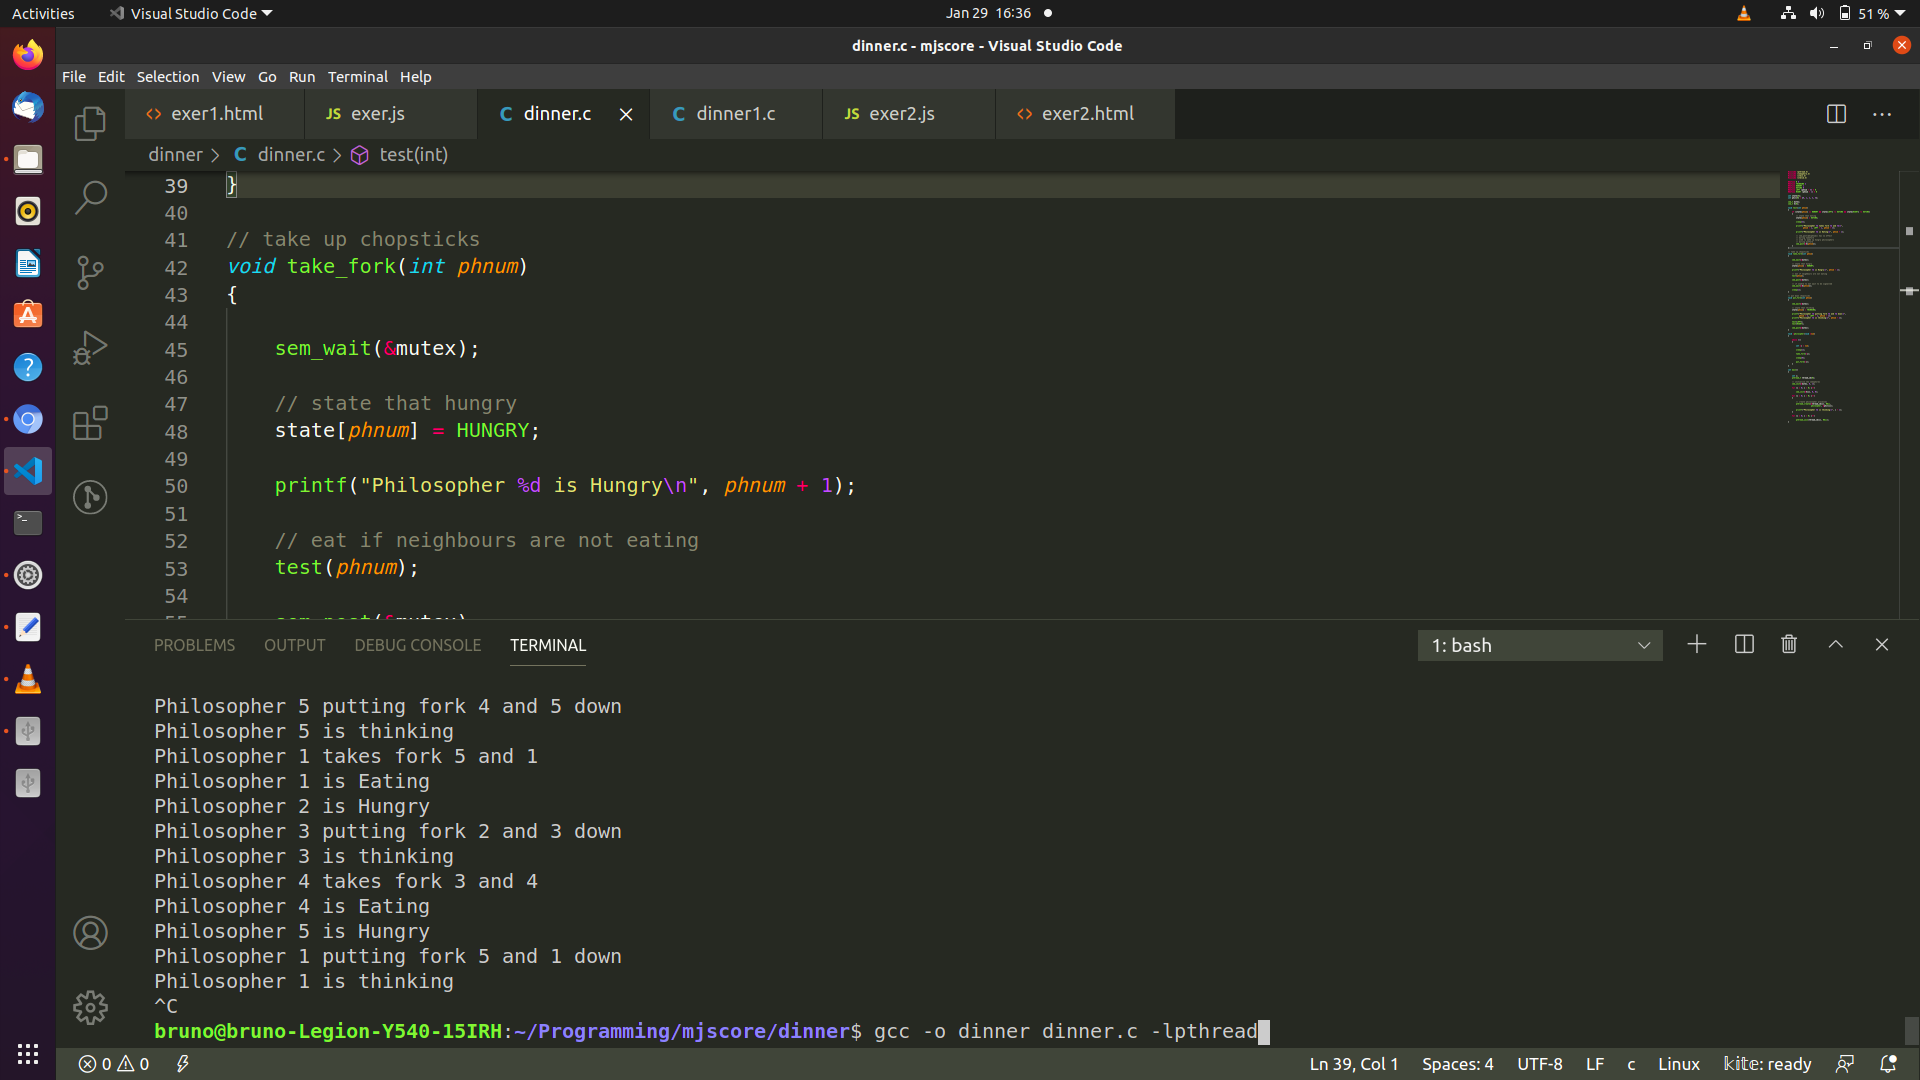 Activities
Visual Studio Code
Jan 29 16:36
51 %
dinner.c - mjscore - Visual Studio Code
File Edit Selection View Go Run Terminal Help
exer1.html
JS exer.js
C dinner.c
C dinner1.c
JS exer2.js
exer2.html
dinner > C dinner.c > test(int)
39 }
40
41 // take up chopsticks
42 void take_fork(int phnum)
43 {
44
45 sem_wait(&mutex);
46
47 // state that hungry
48 state[phnum] = HUNGRY;
49
50 printf("Philosopher %d is Hungry\n", phnum + 1);
51
52 // eat if neighbours are not eating
53 test(phnum);
54
PROBLEMS OUTPUT DEBUG CONSOLE TERMINAL
1: bash
Philosopher 5 putting fork 4 and 5 down
Philosopher 5 is thinking
Philosopher 1 takes fork 5 and 1
Philosopher 1 is Eating
Philosopher 2 is Hungry
Philosopher 3 putting fork 2 and 3 down
Philosopher 3 is thinking
Philosopher 4 takes fork 3 and 4
Philosopher 4 is Eating
Philosopher 5 is Hungry
Philosopher 1 putting fork 5 and 1 down
Philosopher 1 is thinking
^C
bruno@bruno-Legion-Y540-15IRH:~/Programming/mjscore/dinner$ gcc -o dinner dinner.c -lpthread
0 0
Ln 39, Col 1
Spaces: 4
UTF-8
LF
c
Linux
kite: ready